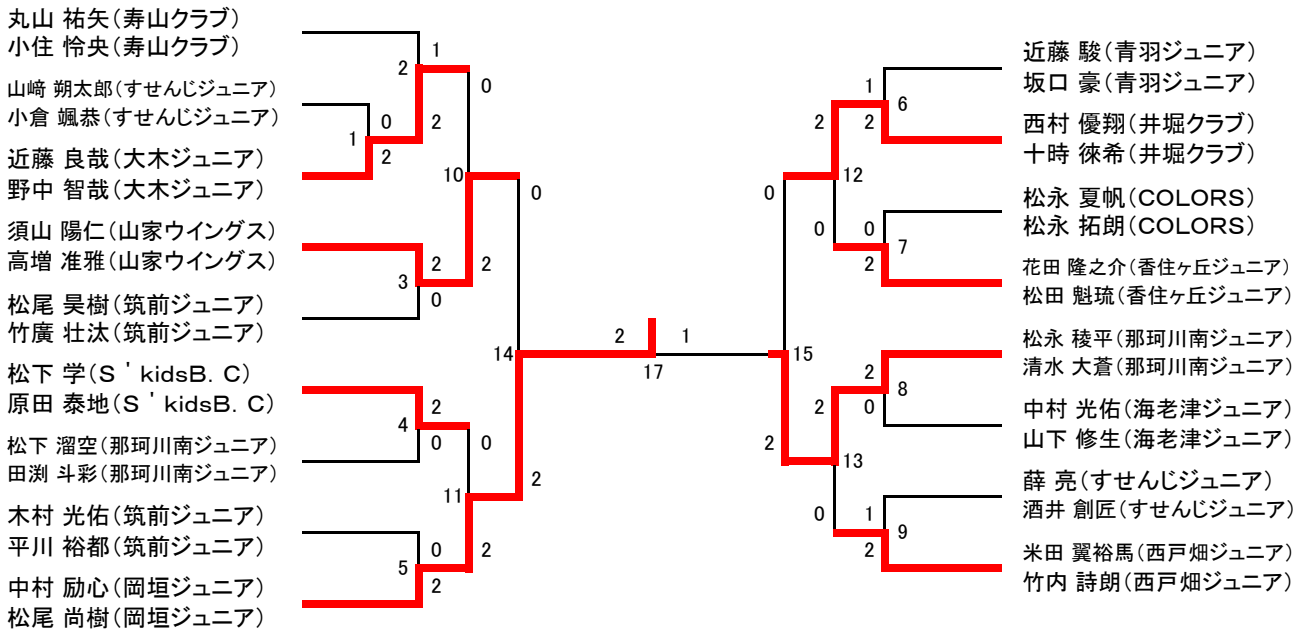 丸山 祐矢(寿山クラブ)
小住 怜央(寿山クラブ)
山﨑 朔太郎(すせんじジュニア)
小倉 颯恭(すせんじジュニア)
近藤 良哉(大木ジュニア)
野中 智哉(大木ジュニア)
須山 陽仁(山家ウイングス)
高増 准雅(山家ウイングス)
松尾 昊樹(筑前ジュニア)
竹廣 壮汰(筑前ジュニア)
松下 学(S'kidsB.C)
原田 泰地(S'kidsB.C)
松下 溜空(那珂川南ジュニア)
田渕 斗彩(那珂川南ジュニア)
木村 光佑(筑前ジュニア)
平川 裕都(筑前ジュニア)
中村 励心(岡垣ジュニア)
松尾 尚樹(岡垣ジュニア)
1
2
0
0
2
1
2
10
0
2
3
2
0
14
2
4
0
0
2
11
0
2
5
2
2
1
17
近藤 駿(青羽ジュニア)
坂口 豪(青羽ジュニア)
西村 優翔(井堀クラブ)
十時 徠希(井堀クラブ)
松永 夏帆(COLORS)
松永 拓朗(COLORS)
花田 隆之介(香住ヶ丘ジュニア)
松田 魁琉(香住ヶ丘ジュニア)
松永 稜平(那珂川南ジュニア)
清水 大蒼(那珂川南ジュニア)
中村 光佑(海老津ジュニア)
山下 修生(海老津ジュニア)
薛 亮(すせんじジュニア)
酒井 創匠(すせんじジュニア)
米田 翼裕馬(西戸畑ジュニア)
竹内 詩朗(西戸畑ジュニア)
1
6
2
2
12
0
0
0
7
2
15
2
8
2
0
2
13
0
1
9
2